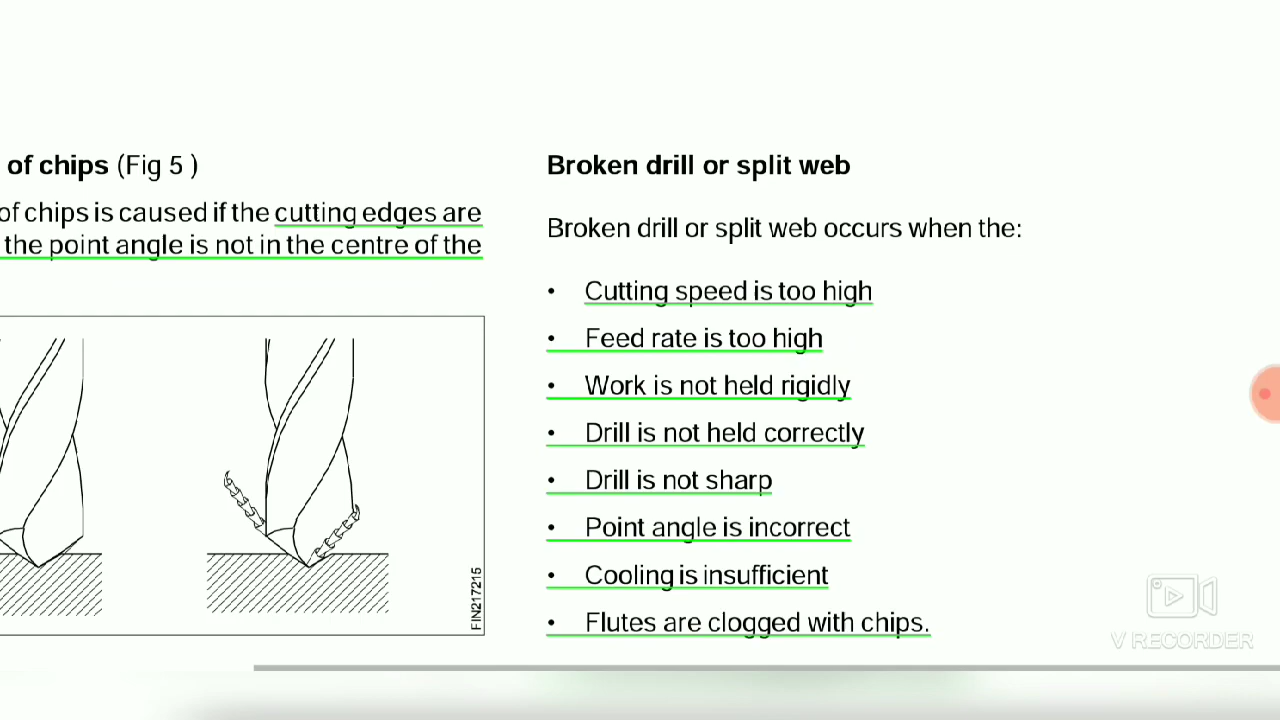 of chips (Fig 5 )
of chips is caused if the cutting edges are
the point angle is not in the centre of the
FIN217215
Broken drill or split web
Broken drill or split web occurs when the:
• Cutting speed is too high
• Feed rate is too high
• Work is not held rigidly
• Drill is not held correctly
• Drill is not sharp
• Point angle is incorrect
• Cooling is insufficient
• Flutes are clogged with chips.
V RECORDER